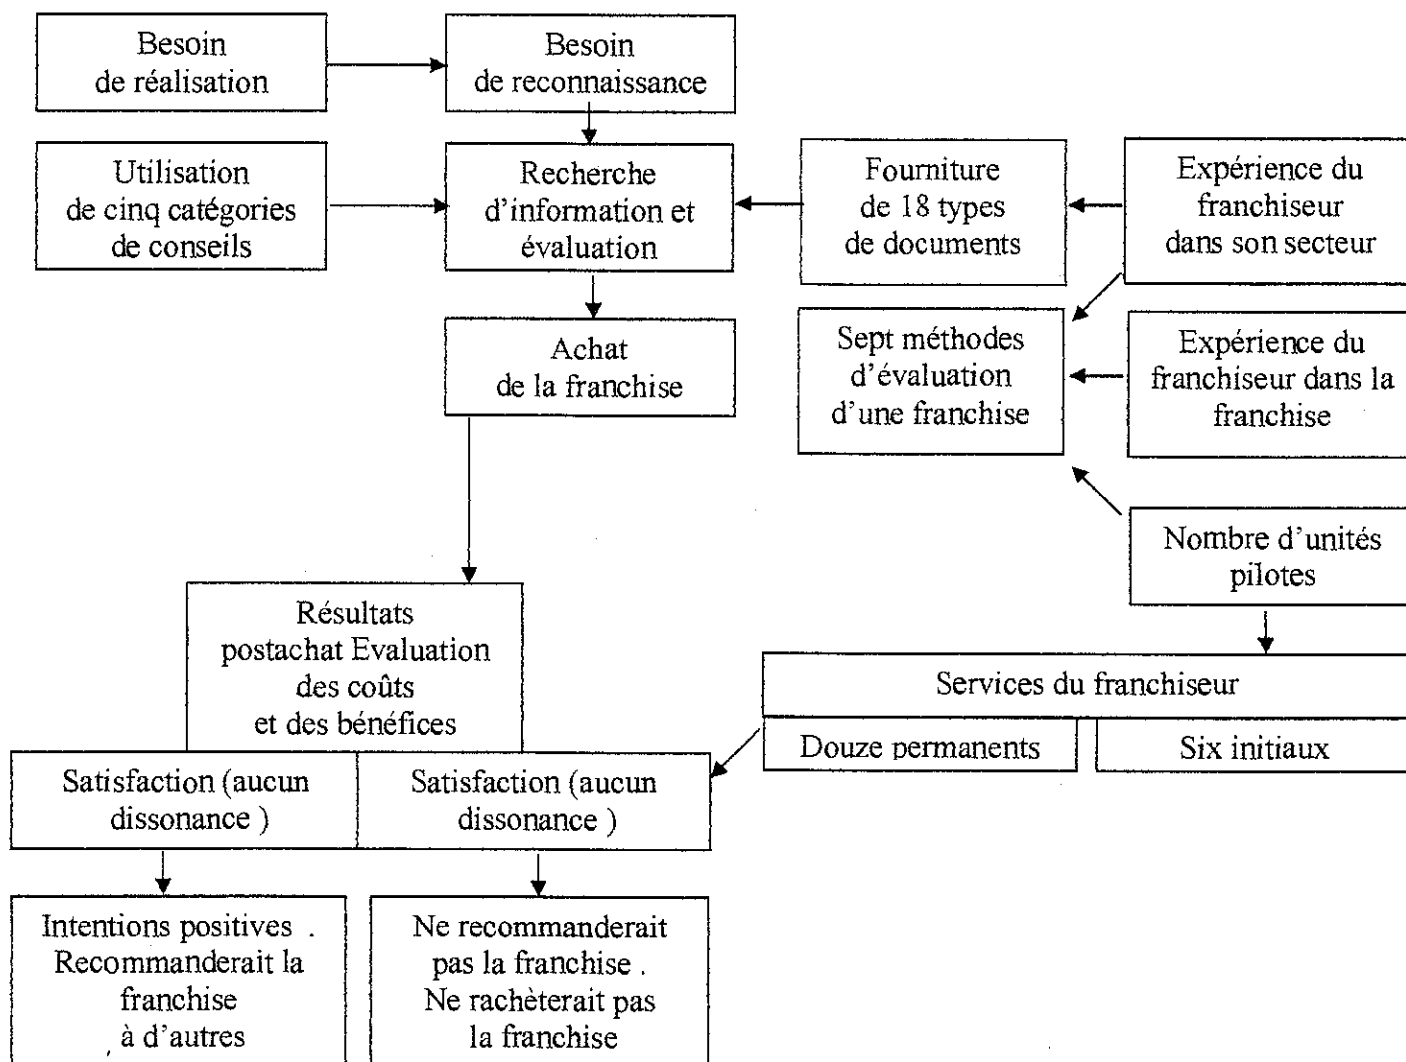 Besoin
de réalisation
Besoin
de reconnaissance
Utilisation
de cinq catégories
de conseils
Recherche
d'information et
évaluation
Fourniture
de 18 types
de documents
Expérience du
franchiseur
dans son secteur
Achat
de la franchise
Sept méthodes
d'évaluation
d'une franchise
Expérience du
franchiseur dans la
franchise
Nombre d'unités
pilotes
Résultats
postachat Evaluation
des coûts
et des bénéfices
Services du franchiseur
Douze permanents
Six initiaux
Satisfaction (aucun
dissonance )
Satisfaction (aucun
dissonance )
Intentions positives .
Recommanderait la
franchise
à d'autres
Ne recommanderait
pas la franchise .
Ne rachèterait pas
la franchise